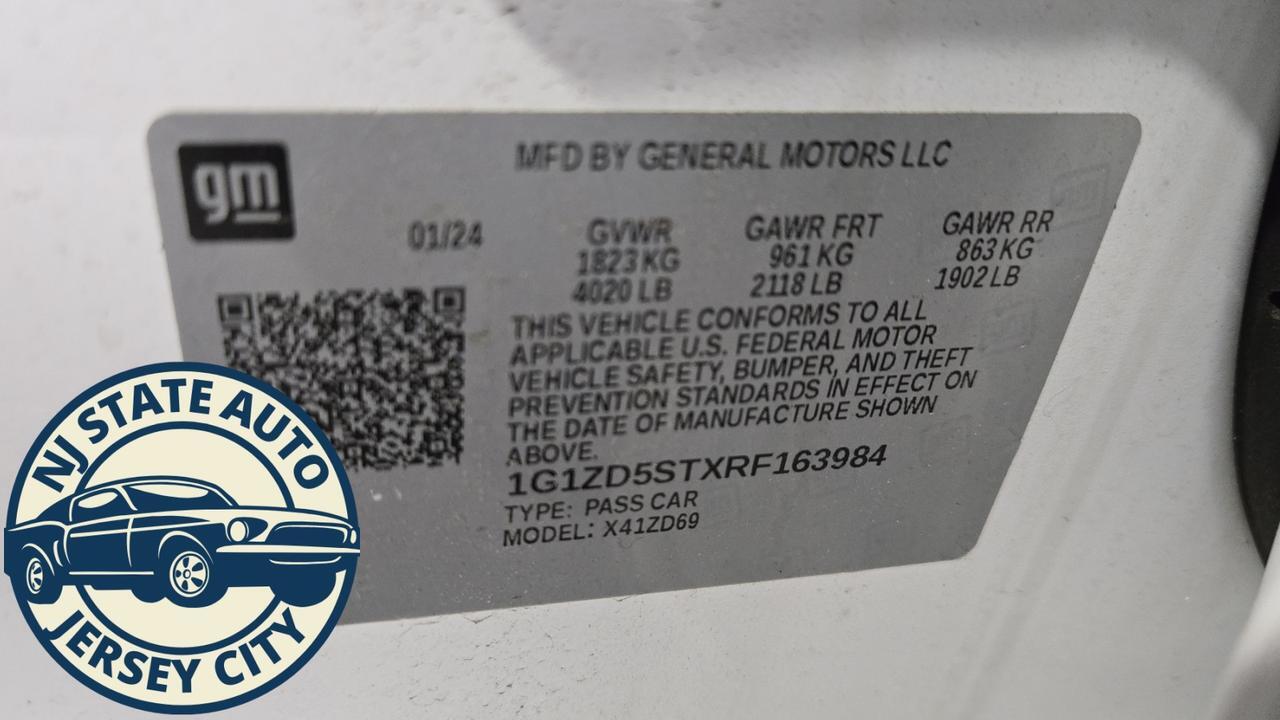 gm
MFD BY GENERAL MOTORS LLC
01/24
GVWR
1823 KG
4020 LB
GAWR FRT
961 KG
2118 LB
GAWR RR
863 KG
1902 LB
THIS VEHICLE CONFORMS TO ALL
APPLICABLE U.S. FEDERAL MOTOR
VEHICLE SAFETY, BUMPER, AND THEFT
PREVENTION STANDARDS IN EFFECT ON
THE DATE OF MANUFACTURE SHOWN
ABOVE.
1G1ZD5STXRF163984
TYPE: PASS CAR
MODEL: X41ZD69
NJ STATE AUTO
JERSEY CITY